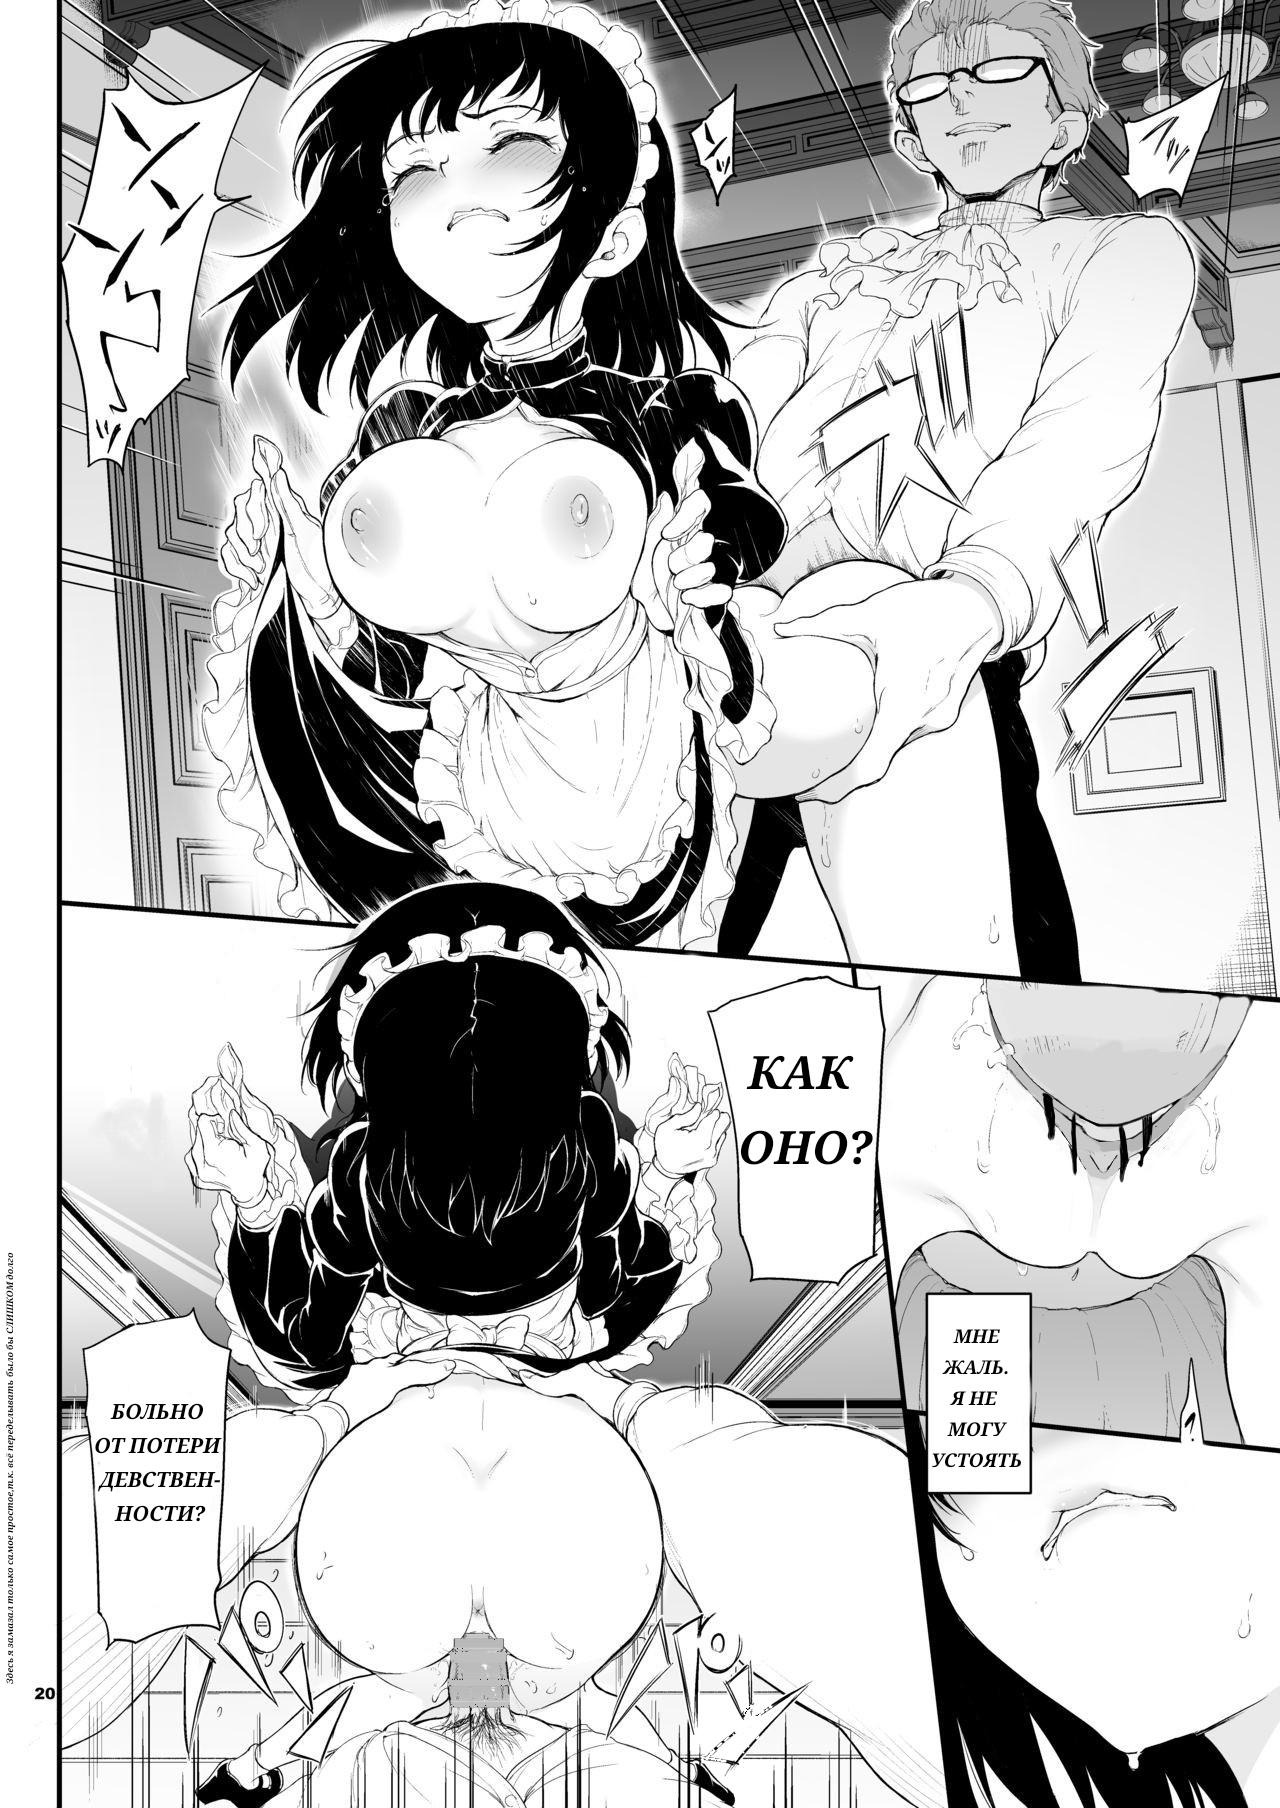 КАК
ОНО?
МНЕ
ЖАЛЬ.
Я НЕ
МОГУ
УСТОЯТЬ
БОЛЬНО
ОТ ПОТЕРИ
ДЕВСТВЕН-
НОСТИ?
Здесь я замазал только самое простое,т.к. всё переделывать было бы СЛИШКОМ долго
20